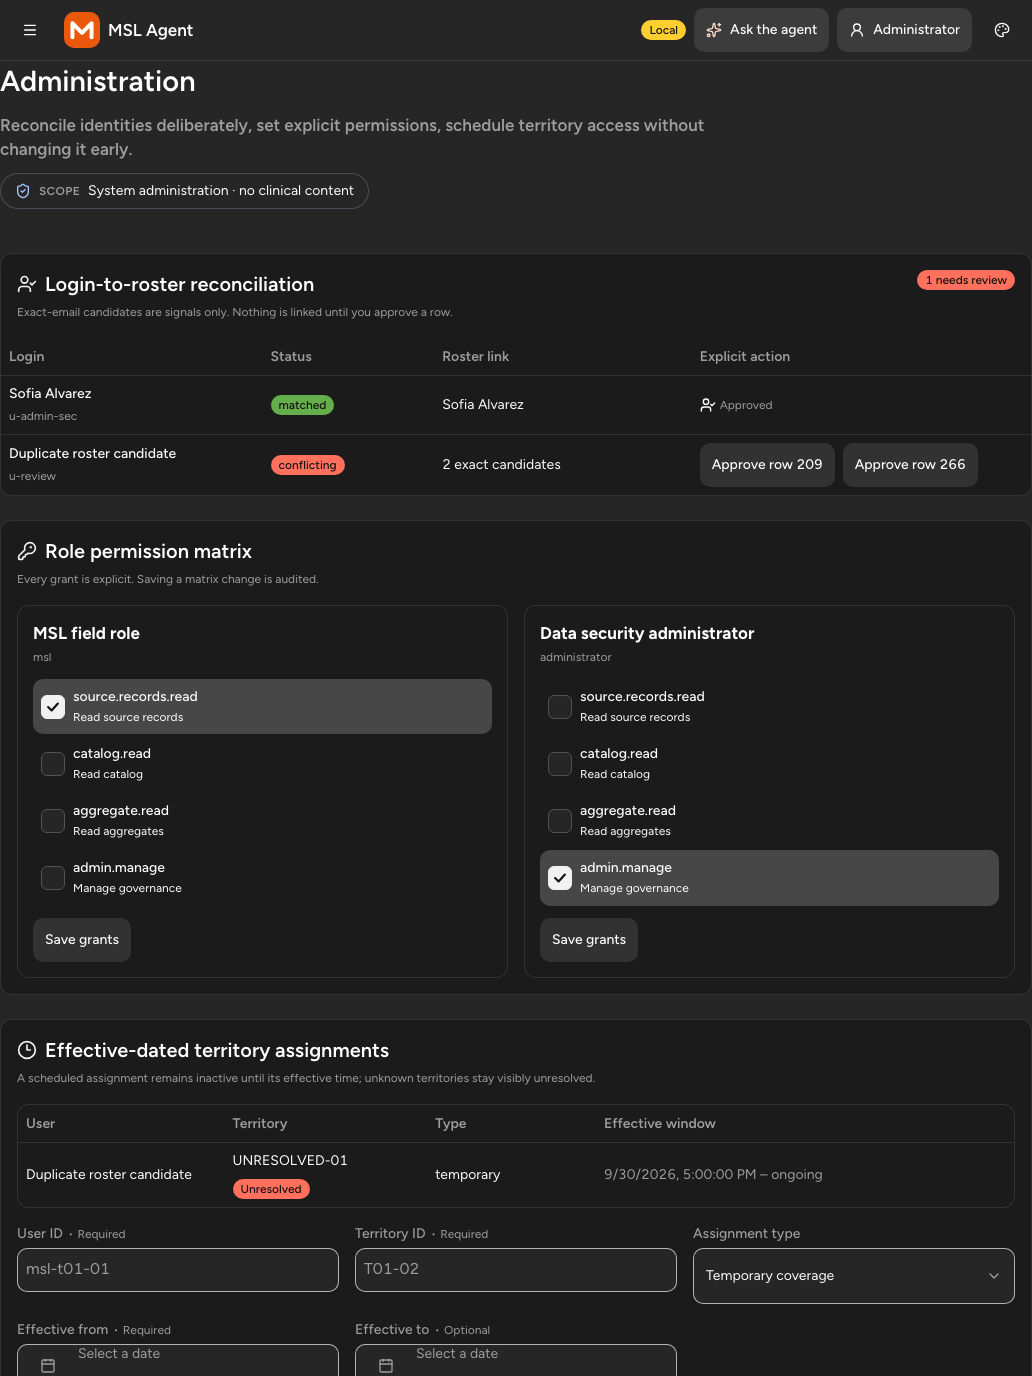 MSL Agent
Local
Ask the agent
Administrator
Administration
Reconcile identities deliberately, set explicit permissions, schedule territory access without
changing it early.
SCOPE System administration · no clinical content
Login-to-roster reconciliation
1 needs review
Exact-email candidates are signals only. Nothing is linked until you approve a row.
Login Status Roster link Explicit action
Sofia Alvarez
u-admin-sec
matched
Sofia Alvarez
Approved
Duplicate roster candidate
u-review
conflicting
2 exact candidates
Approve row 209
Approve row 266
Role permission matrix
Every grant is explicit. Saving a matrix change is audited.
MSL field role
msl
source.records.read
Read source records
catalog.read
Read catalog
aggregate.read
Read aggregates
admin.manage
Manage governance
Save grants
Data security administrator
administrator
source.records.read
Read source records
catalog.read
Read catalog
aggregate.read
Read aggregates
admin.manage
Manage governance
Save grants
Effective-dated territory assignments
A scheduled assignment remains inactive until its effective time; unknown territories stay visibly unresolved.
User Territory Type Effective window
Duplicate roster candidate
UNRESOLVED-01
Unresolved
temporary
9/30/2026, 5:00:00 PM – ongoing
User ID · Required
msl-t01-01
Territory ID · Required
T01-02
Assignment type
Temporary coverage
Effective from · Required
Select a date
Effective to · Optional
Select a date